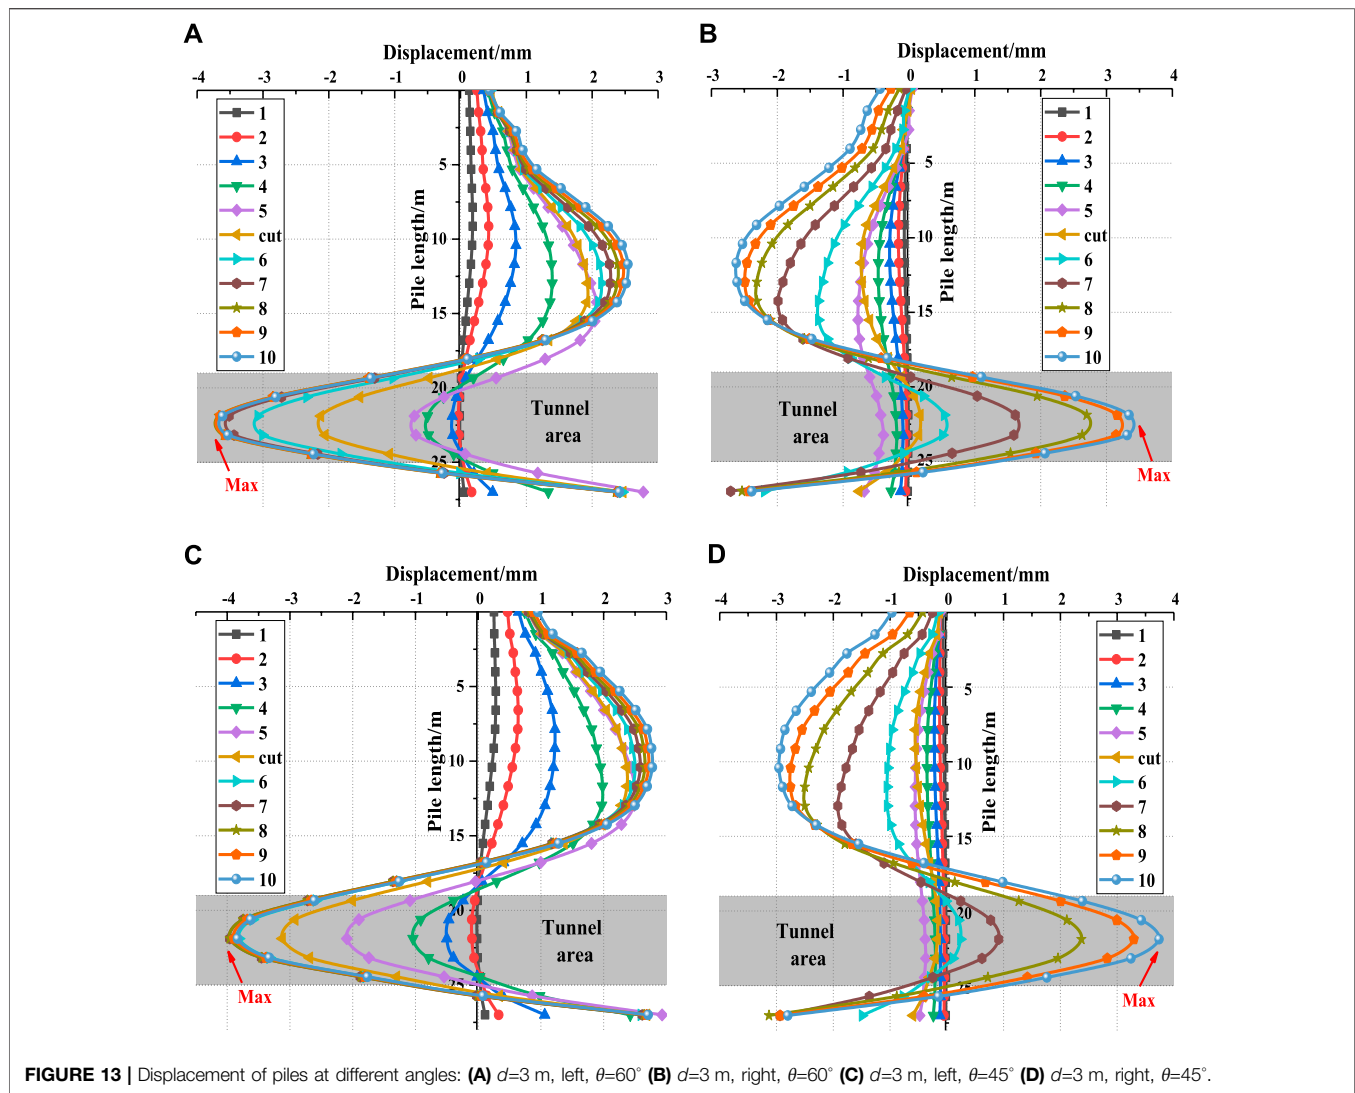 A
Displacement/mm
-4 -3 -2 -1 0 1 2 3
1
2
3
4
5
cut
6
7
8
9
10
Pile length/m
5
10
15
20
25
Tunnel
area
Max
B
Displacement/mm
-3 -2 -1 0 1 2 3 4
1
2
3
4
5
cut
6
7
8
9
10
Pile length/m
5
10
15
20
25
Tunnel
area
Max
C
Displacement/mm
-4 -3 -2 -1 0 1 2 3
1
2
3
4
5
cut
6
7
8
9
10
Pile length/m
5
10
15
20
25
Tunnel
area
Max
D
Displacement/mm
-4 -3 -2 -1 0 1 2 3 4
1
2
3
4
5
cut
6
7
8
9
10
Pile length/m
5
10
15
20
25
Tunnel
area
Max
FIGURE 13 | Displacement of piles at different angles: (A) d=3 m, left, θ=60° (B) d=3 m, right, θ=60° (C) d=3 m, left, θ=45° (D) d=3 m, right, θ=45°.